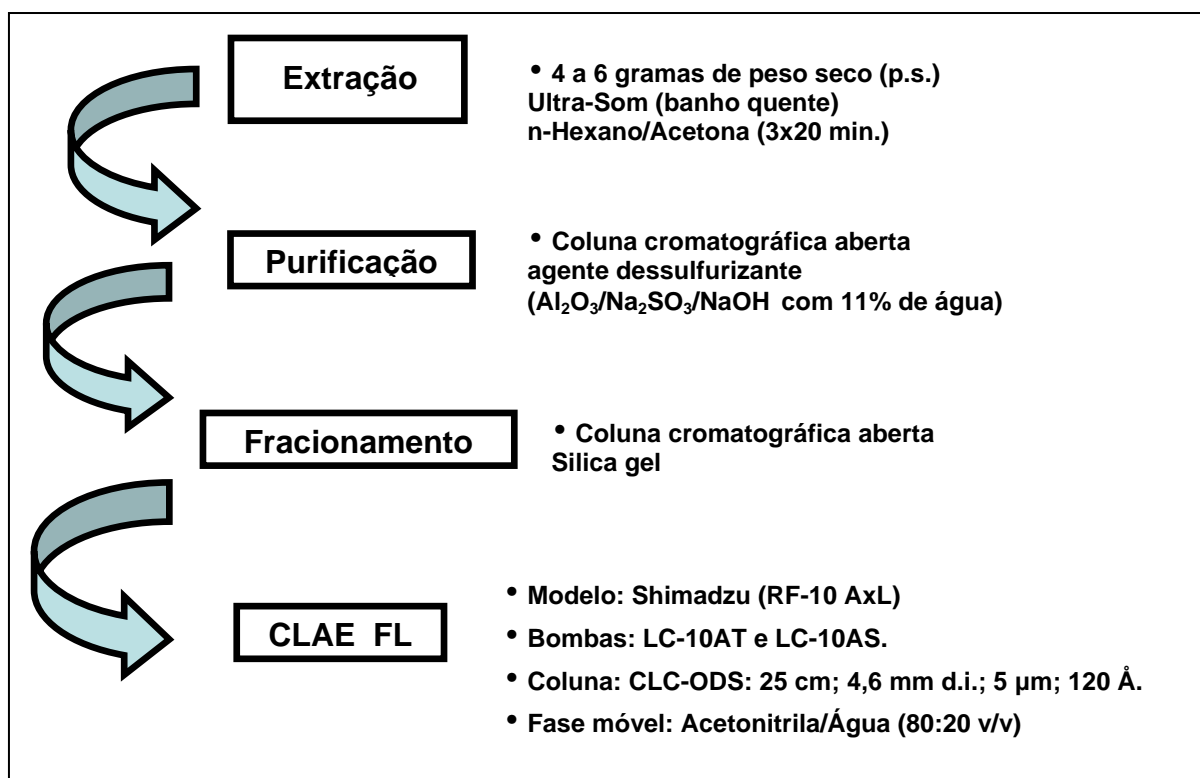 Extração
• 4 a 6 gramas de peso seco (p.s.)
Ultra-Som (banho quente)
n-Hexano/Acetona (3x20 min.)
Purificação
• Coluna cromatográfica aberta
agente dessulfurizante
(Al₂O₃/Na₂SO₃/NaOH com 11% de água)
Fracionamento
• Coluna cromatográfica aberta
Silica gel
CLAE FL
• Modelo: Shimadzu (RF-10 AxL)
• Bombas: LC-10AT e LC-10AS.
• Coluna: CLC-ODS: 25 cm; 4,6 mm d.i.; 5 µm; 120 Å.
• Fase móvel: Acetonitrila/Água (80:20 v/v)